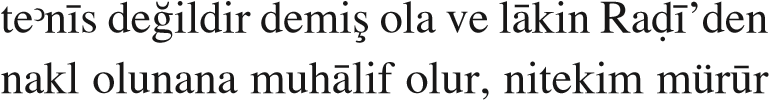 teʾnīs değildir demiş ola ve lākin Raḍī’den
nakl olunana muhālif olur, nitekim mürūr